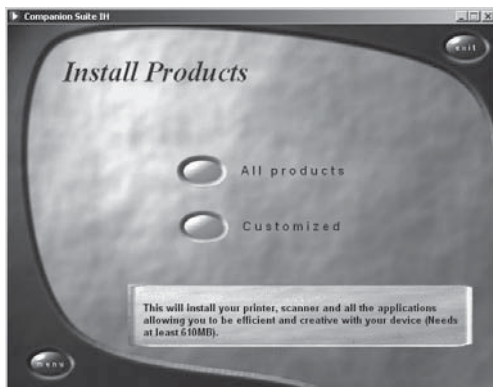 Companion Suite IH
exit
Install Products
All products
Customized
This will install your printer, scanner and all the applications
allowing you to be efficient and creative with your device (Needs
at least 610MB).
menu